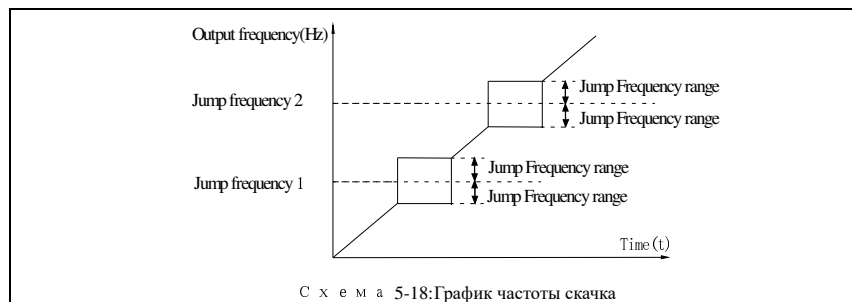 Output frequency(Hz)
Jump Frequency range
Jump frequency 2
Jump Frequency range
Jump Frequency range
Jump frequency 1
Jump Frequency range
Time(t)
Схема 5-18:График частоты скачка